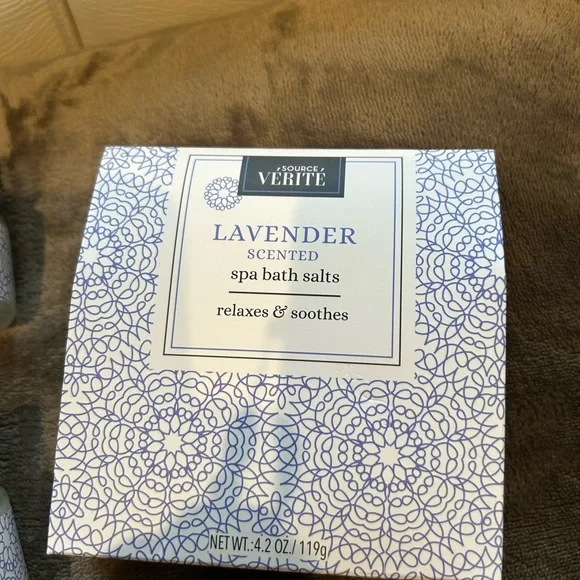 SOURCE
VÉRITÉ
LAVENDER
SCENTED
spa bath salts
relaxes & soothes
NET WT.:4.2 OZ./119g